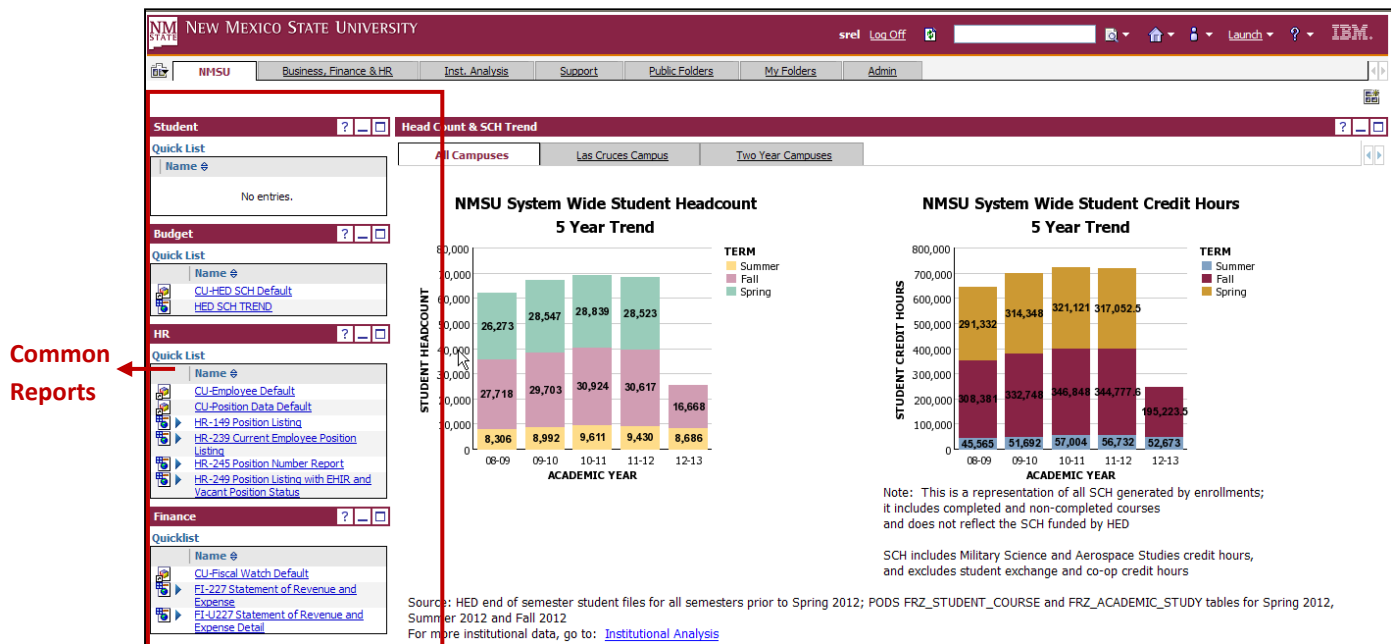 NM
STATE
NEW MEXICO STATE UNIVERSITY
srel Log Off
Launch
?
IBM.
NMSU
Business, Finance & HR
Inst. Analysis
Support
Public Folders
My Folders
Admin
Common
Reports
Student
?
Quick List
Name
No entries.
Budget
?
Quick List
Name
CU-HED SCH Default
HED SCH TREND
HR
?
Quick List
Name
CU-Employee Default
CU-Position Data Default
HR-149 Position Listing
HR-239 Current Employee Position
Listing
HR-245 Position Number Report
HR-249 Position Listing with EHIR and
Vacant Position Status
Finance
?
Quicklist
Name
CU-Fiscal Watch Default
FI-227 Statement of Revenue and
Expense
FI-U227 Statement of Revenue and
Expense Detail
Head Count & SCH Trend
?
All Campuses
Las Cruces Campus
Two Year Campuses
NMSU System Wide Student Headcount
5 Year Trend
STUDENT HEADCOUNT
80,000
70,000
60,000
50,000
40,000
30,000
20,000
10,000
0
26,273
28,547
28,839
28,523
27,718
29,703
30,924
30,617
16,668
8,306
8,992
9,611
9,430
8,686
08-09
09-10
10-11
11-12
12-13
ACADEMIC YEAR
TERM
Summer
Fall
Spring
NMSU System Wide Student Credit Hours
5 Year Trend
STUDENT CREDIT HOURS
800,000
700,000
600,000
500,000
400,000
300,000
200,000
100,000
0
291,332
314,348
321,121
317,052.5
308,381
332,748
346,848
344,777.6
195,223.5
45,565
51,692
57,004
56,732
52,673
08-09
09-10
10-11
11-12
12-13
ACADEMIC YEAR
TERM
Summer
Fall
Spring
Note: This is a representation of all SCH generated by enrollments;
it includes completed and non-completed courses
and does not reflect the SCH funded by HED
SCH includes Military Science and Aerospace Studies credit hours,
and excludes student exchange and co-op credit hours
Source: HED end of semester student files for all semesters prior to Spring 2012; PODS FRZ_STUDENT_COURSE and FRZ_ACADEMIC_STUDY tables for Spring 2012,
Summer 2012 and Fall 2012
For more institutional data, go to: Institutional Analysis